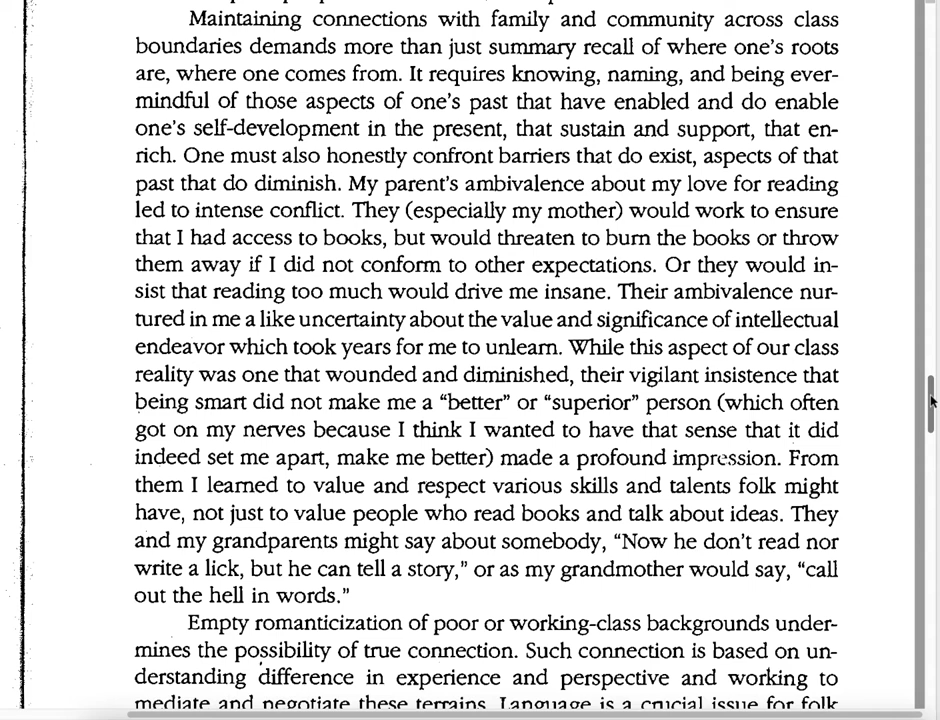 Maintaining connections with family and community across class
boundaries demands more than just summary recall of where one's roots
are, where one comes from. It requires knowing, naming, and being ever-
mindful of those aspects of one's past that have enabled and do enable
one's self-development in the present, that sustain and support, that en-
rich. One must also honestly confront barriers that do exist, aspects of that
past that do diminish. My parent's ambivalence about my love for reading
led to intense conflict. They (especially my mother) would work to ensure
that I had access to books, but would threaten to burn the books or throw
them away if I did not conform to other expectations. Or they would in-
sist that reading too much would drive me insane. Their ambivalence nur-
tured in me a like uncertainty about the value and significance of intellectual
endeavor which took years for me to unlearn. While this aspect of our class
reality was one that wounded and diminished, their vigilant insistence that
being smart did not make me a “better” or “superior” person (which often
got on my nerves because I think I wanted to have that sense that it did
indeed set me apart, make me better) made a profound impression. From
them I learned to value and respect various skills and talents folk might
have, not just to value people who read books and talk about ideas. They
and my grandparents might say about somebody, “Now he don't read nor
write a lick, but he can tell a story,” or as my grandmother would say, “call
out the hell in words.”
Empty romanticization of poor or working-class backgrounds under-
mines the possibility of true connection. Such connection is based on un-
derstanding difference in experience and perspective and working to
mediate and negotiate these terrains. Language is a crucial issue for folk